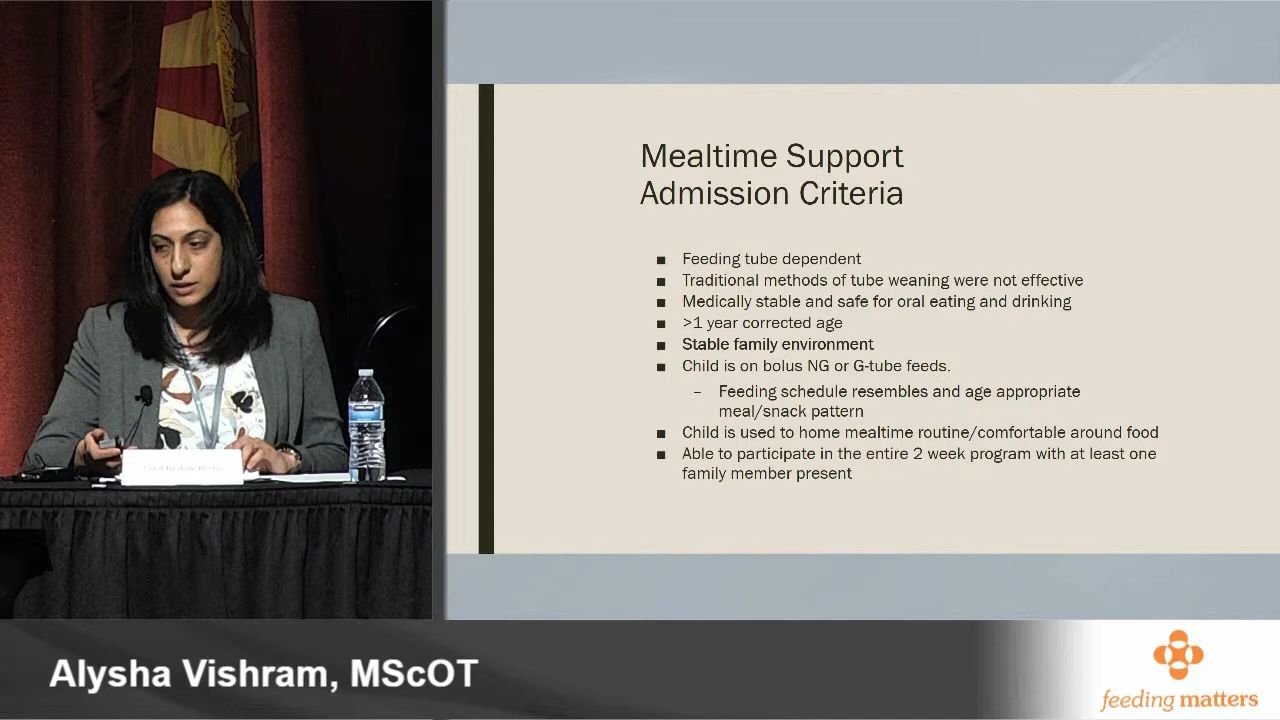 Mealtime Support
Admission Criteria
■ Feeding tube dependent
■ Traditional methods of tube weaning were not effective
■ Medically stable and safe for oral eating and drinking
■ >1 year corrected age
■ Stable family environment
■ Child is on bolus NG or G-tube feeds.
– Feeding schedule resembles and age appropriate
meal/snack pattern
■ Child is used to home mealtime routine/comfortable around food
■ Able to participate in the entire 2 week program with at least one
family member present
Alysha Vishram, MScOT
feeding matters